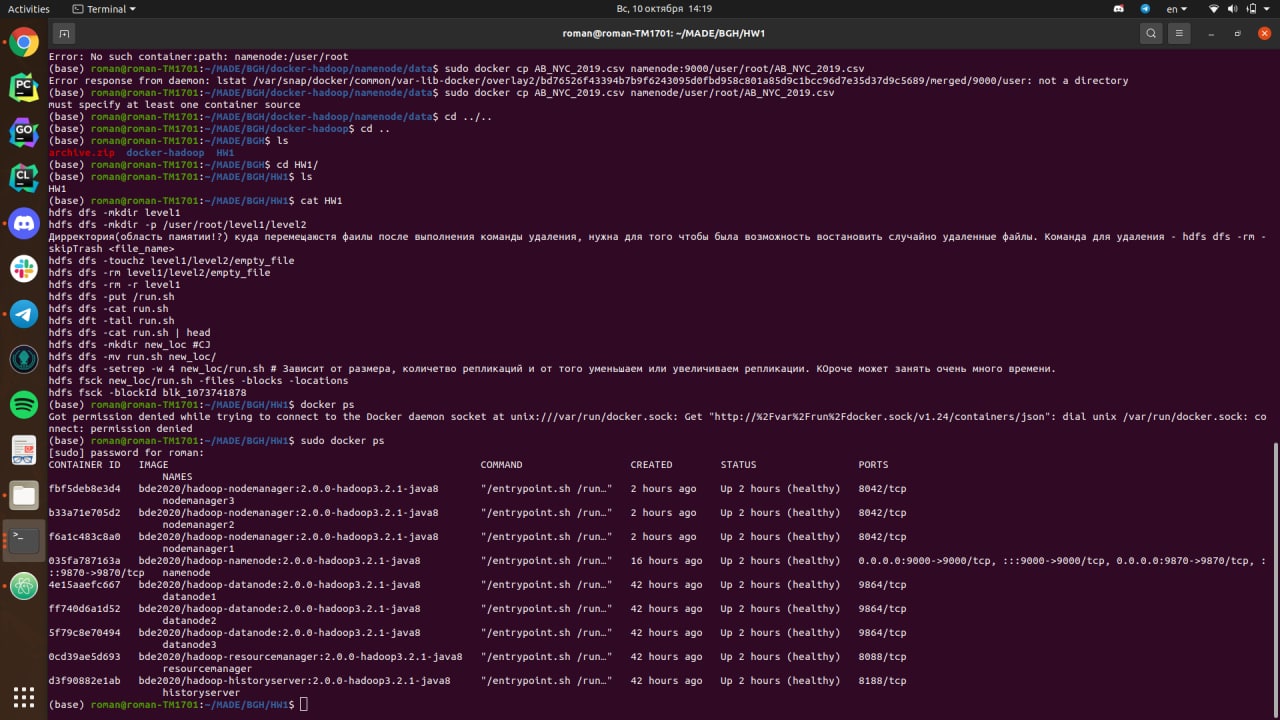 Activities
Terminal
Вс, 10 октября 14:19
en
roman@roman-TM1701: ~/MADE/BGH/HW1
Error: No such container:path: namenode:/user/root
(base) roman@roman-TM1701:~/MADE/BGH/docker-hadoop/namenode/data$ sudo docker cp AB_NYC_2019.csv namenode:9000/user/root/AB_NYC_2019.csv
Error response from daemon: lstat /var/snap/docker/common/var-lib-docker/overlay2/bd76526f43394b7b9f6243095d0fbd958c801a85d9c1bcc96d7e35d37d9c5689/merged/9000/user: not a directory
(base) roman@roman-TM1701:~/MADE/BGH/docker-hadoop/namenode/data$ sudo docker cp AB_NYC_2019.csv namenode/user/root/AB_NYC_2019.csv
must specify at least one container source
(base) roman@roman-TM1701:~/MADE/BGH/docker-hadoop/namenode/data$ cd ../..
(base) roman@roman-TM1701:~/MADE/BGH/docker-hadoop$ cd ..
(base) roman@roman-TM1701:~/MADE/BGH$ ls
archive.zip docker-hadoop HW1
(base) roman@roman-TM1701:~/MADE/BGH$ cd HW1/
(base) roman@roman-TM1701:~/MADE/BGH/HW1$ ls
HW1
(base) roman@roman-TM1701:~/MADE/BGH/HW1$ cat HW1
hdfs dfs -mkdir level1
hdfs dfs -mkdir -p /user/root/level1/level2
Дирректория(область памятии!?) куда перемещаюстя фаилы после выполнения команды удаления, нужна для того чтобы была возможность востановить случайно удаленные файлы. Команда для удаления - hdfs dfs -rm -
skipTrash <file_name>
hdfs dfs -touchz level1/level2/empty_file
hdfs dfs -rm level1/level2/empty_file
hdfs dfs -rm -r level1
hdfs dfs -put /run.sh
hdfs dfs -cat run.sh
hdfs dft -tail run.sh
hdfs dfs -cat run.sh | head
hdfs dfs -mkdir new_loc #CJ
hdfs dfs -mv run.sh new_loc/
hdfs dfs -setrep -w 4 new_loc/run.sh # Зависит от размера, количетво репликаций и от того уменьшаем или увеличиваем репликации. КОроче может занять очень много времени.
hdfs fsck new_loc/run.sh -files -blocks -locations
hdfs fsck -blockId blk_1073741878
(base) roman@roman-TM1701:~/MADE/BGH/HW1$ docker ps
Got permission denied while trying to connect to the Docker daemon socket at unix:///var/run/docker.sock: Get "http://%2Fvar%2Frun%2Fdocker.sock/v1.24/containers/json": dial unix /var/run/docker.sock: co
nnect: permission denied
(base) roman@roman-TM1701:~/MADE/BGH/HW1$ sudo docker ps
[sudo] password for roman:
CONTAINER ID IMAGE COMMAND CREATED STATUS PORTS
NAMES
fbf5deb8e3d4 bde2020/hadoop-nodemanager:2.0.0-hadoop3.2.1-java8 "/entrypoint.sh /run…" 2 hours ago Up 2 hours (healthy) 8042/tcp
nodemanager3
b33a71e705d2 bde2020/hadoop-nodemanager:2.0.0-hadoop3.2.1-java8 "/entrypoint.sh /run…" 2 hours ago Up 2 hours (healthy) 8042/tcp
nodemanager2
f6a1c483c8a0 bde2020/hadoop-nodemanager:2.0.0-hadoop3.2.1-java8 "/entrypoint.sh /run…" 2 hours ago Up 2 hours (healthy) 8042/tcp
nodemanager1
035fa787163a bde2020/hadoop-namenode:2.0.0-hadoop3.2.1-java8 "/entrypoint.sh /run…" 16 hours ago Up 2 hours (healthy) 0.0.0.0:9000->9000/tcp, :::9000->9000/tcp, 0.0.0.0:9870->9870/tcp, :
::9870->9870/tcp namenode
4e15aaefc667 bde2020/hadoop-datanode:2.0.0-hadoop3.2.1-java8 "/entrypoint.sh /run…" 42 hours ago Up 2 hours (healthy) 9864/tcp
datanode1
ff740d6a1d52 bde2020/hadoop-datanode:2.0.0-hadoop3.2.1-java8 "/entrypoint.sh /run…" 42 hours ago Up 2 hours (healthy) 9864/tcp
datanode2
5f79c8e70494 bde2020/hadoop-datanode:2.0.0-hadoop3.2.1-java8 "/entrypoint.sh /run…" 42 hours ago Up 2 hours (healthy) 9864/tcp
datanode3
0cd39ae5d693 bde2020/hadoop-resourcemanager:2.0.0-hadoop3.2.1-java8 "/entrypoint.sh /run…" 42 hours ago Up 2 hours (healthy) 8088/tcp
resourcemanager
d3f90882e1ab bde2020/hadoop-historyserver:2.0.0-hadoop3.2.1-java8 "/entrypoint.sh /run…" 42 hours ago Up 2 hours (healthy) 8188/tcp
historyserver
(base) roman@roman-TM1701:~/MADE/BGH/HW1$
PC
GO
CL